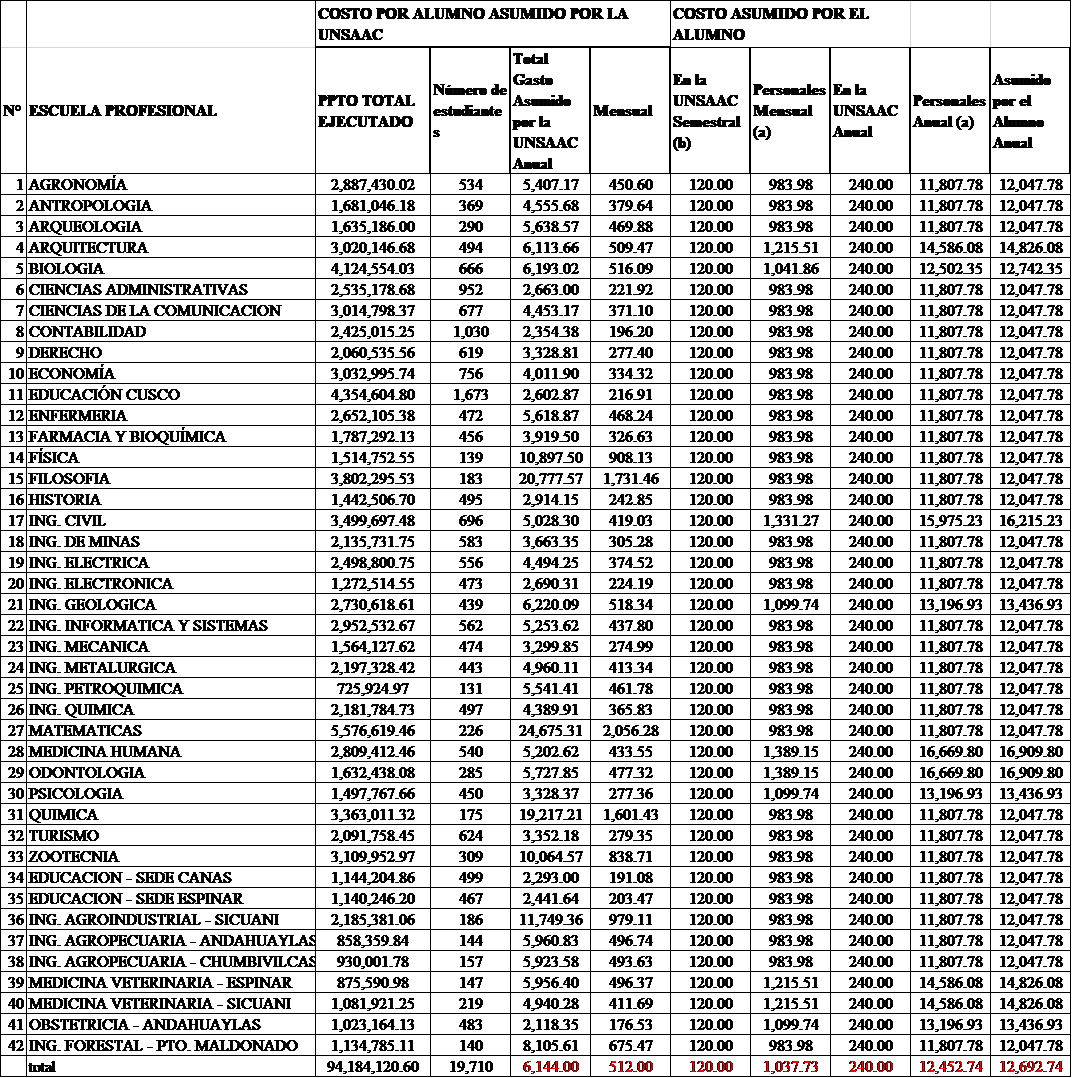 COSTO POR ALUMNO ASUMIDO POR LA UNSAAC COSTO ASUMIDO POR EL ALUMNO
N° ESCUELA PROFESIONAL PPTO TOTAL EJECUTADO Número de estudiantes Total Gasto Asumido por la UNSAAC Anual Mensual En la UNSAAC Semestral (b) Personales Mensual (a) En la UNSAAC Anual Personales Anual (a) Asumido por el Alumno Anual
1 AGRONOMÍA 2,887,430.02 534 5,407.17 450.60 120.00 983.98 240.00 11,807.78 12,047.78
2 ANTROPOLOGIA 1,681,046.18 369 4,555.68 379.64 120.00 983.98 240.00 11,807.78 12,047.78
3 ARQUEOLOGIA 1,635,186.00 290 5,638.57 469.88 120.00 983.98 240.00 11,807.78 12,047.78
4 ARQUITECTURA 3,020,146.68 494 6,113.66 509.47 120.00 1,215.51 240.00 14,586.08 14,826.08
5 BIOLOGIA 4,124,554.03 666 6,193.02 516.09 120.00 1,041.86 240.00 12,502.35 12,742.35
6 CIENCIAS ADMINISTRATIVAS 2,535,178.68 952 2,663.00 221.92 120.00 983.98 240.00 11,807.78 12,047.78
7 CIENCIAS DE LA COMUNICACION 3,014,798.37 677 4,453.17 371.10 120.00 983.98 240.00 11,807.78 12,047.78
8 CONTABILIDAD 2,425,015.25 1,030 2,354.38 196.20 120.00 983.98 240.00 11,807.78 12,047.78
9 DERECHO 2,060,535.56 619 3,328.81 277.40 120.00 983.98 240.00 11,807.78 12,047.78
10 ECONOMÍA 3,032,995.74 756 4,011.90 334.32 120.00 983.98 240.00 11,807.78 12,047.78
11 EDUCACIÓN CUSCO 4,354,604.80 1,673 2,602.87 216.91 120.00 983.98 240.00 11,807.78 12,047.78
12 ENFERMERIA 2,652,105.38 472 5,618.87 468.24 120.00 983.98 240.00 11,807.78 12,047.78
13 FARMACIA Y BIOQUÍMICA 1,787,292.13 456 3,919.50 326.63 120.00 983.98 240.00 11,807.78 12,047.78
14 FÍSICA 1,514,752.55 139 10,897.50 908.13 120.00 983.98 240.00 11,807.78 12,047.78
15 FILOSOFIA 3,802,295.53 183 20,777.57 1,731.46 120.00 983.98 240.00 11,807.78 12,047.78
16 HISTORIA 1,442,506.70 495 2,914.15 242.85 120.00 983.98 240.00 11,807.78 12,047.78
17 ING. CIVIL 3,499,697.48 696 5,028.30 419.03 120.00 1,331.27 240.00 15,975.23 16,215.23
18 ING. DE MINAS 2,135,731.75 583 3,663.35 305.28 120.00 983.98 240.00 11,807.78 12,047.78
19 ING. ELECTRICA 2,498,800.75 556 4,494.25 374.52 120.00 983.98 240.00 11,807.78 12,047.78
20 ING. ELECTRONICA 1,272,514.55 473 2,690.31 224.19 120.00 983.98 240.00 11,807.78 12,047.78
21 ING. GEOLOGICA 2,730,618.61 439 6,220.09 518.34 120.00 1,099.74 240.00 13,196.93 13,436.93
22 ING. INFORMATICA Y SISTEMAS 2,952,532.67 562 5,253.62 437.80 120.00 983.98 240.00 11,807.78 12,047.78
23 ING. MECANICA 1,564,127.62 474 3,299.85 274.99 120.00 983.98 240.00 11,807.78 12,047.78
24 ING. METALURGICA 2,197,328.42 443 4,960.11 413.34 120.00 983.98 240.00 11,807.78 12,047.78
25 ING. PETROQUIMICA 725,924.97 131 5,541.41 461.78 120.00 983.98 240.00 11,807.78 12,047.78
26 ING. QUIMICA 2,181,784.73 497 4,389.91 365.83 120.00 983.98 240.00 11,807.78 12,047.78
27 MATEMATICAS 5,576,619.46 226 24,675.31 2,056.28 120.00 983.98 240.00 11,807.78 12,047.78
28 MEDICINA HUMANA 2,809,412.46 540 5,202.62 433.55 120.00 1,389.15 240.00 16,669.80 16,909.80
29 ODONTOLOGIA 1,632,438.08 285 5,727.85 477.32 120.00 1,389.15 240.00 16,669.80 16,909.80
30 PSICOLOGIA 1,497,767.66 450 3,328.37 277.36 120.00 1,099.74 240.00 13,196.93 13,436.93
31 QUIMICA 3,363,011.32 175 19,217.21 1,601.43 120.00 983.98 240.00 11,807.78 12,047.78
32 TURISMO 2,091,758.45 624 3,352.18 279.35 120.00 983.98 240.00 11,807.78 12,047.78
33 ZOOTECNIA 3,109,952.97 309 10,064.57 838.71 120.00 983.98 240.00 11,807.78 12,047.78
34 EDUCACION - SEDE CANAS 1,144,204.86 499 2,293.00 191.08 120.00 983.98 240.00 11,807.78 12,047.78
35 EDUCACION - SEDE ESPINAR 1,140,246.20 467 2,441.64 203.47 120.00 983.98 240.00 11,807.78 12,047.78
36 ING. AGROINDUSTRIAL - SICUANI 2,185,381.06 186 11,749.36 979.11 120.00 983.98 240.00 11,807.78 12,047.78
37 ING. AGROPECUARIA - ANDAHUAYLAS 858,359.84 144 5,960.83 496.74 120.00 983.98 240.00 11,807.78 12,047.78
38 ING. AGROPECUARIA - CHUMBIVILCAS 930,001.78 157 5,923.58 493.63 120.00 983.98 240.00 11,807.78 12,047.78
39 MEDICINA VETERINARIA - ESPINAR 875,590.98 147 5,956.40 496.37 120.00 1,215.51 240.00 14,586.08 14,826.08
40 MEDICINA VETERINARIA - SICUANI 1,081,921.25 219 4,940.28 411.69 120.00 1,215.51 240.00 14,586.08 14,826.08
41 OBSTETRICIA - ANDAHUAYLAS 1,023,164.13 483 2,118.35 176.53 120.00 1,099.74 240.00 13,196.93 13,436.93
42 ING. FORESTAL - PTO. MALDONADO 1,134,785.11 140 8,105.61 675.47 120.00 983.98 240.00 11,807.78 12,047.78
total 94,184,120.60 19,710 6,144.00 512.00 120.00 1,037.73 240.00 12,452.74 12,692.74